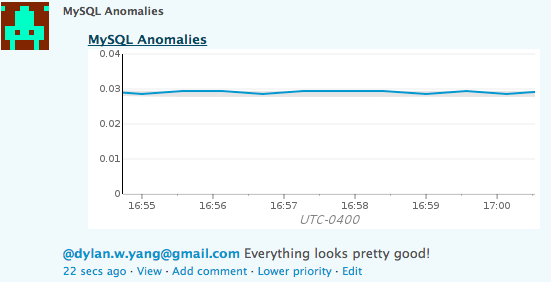 MySQL Anomalies
MySQL Anomalies
0.04
0.03
0.02
0.01
0
16:55 16:56 16:57 16:58 16:59 17:00
UTC-0400
@dylan.w.yang@gmail.com Everything looks pretty good!
22 secs ago · View · Add comment · Lower priority · Edit